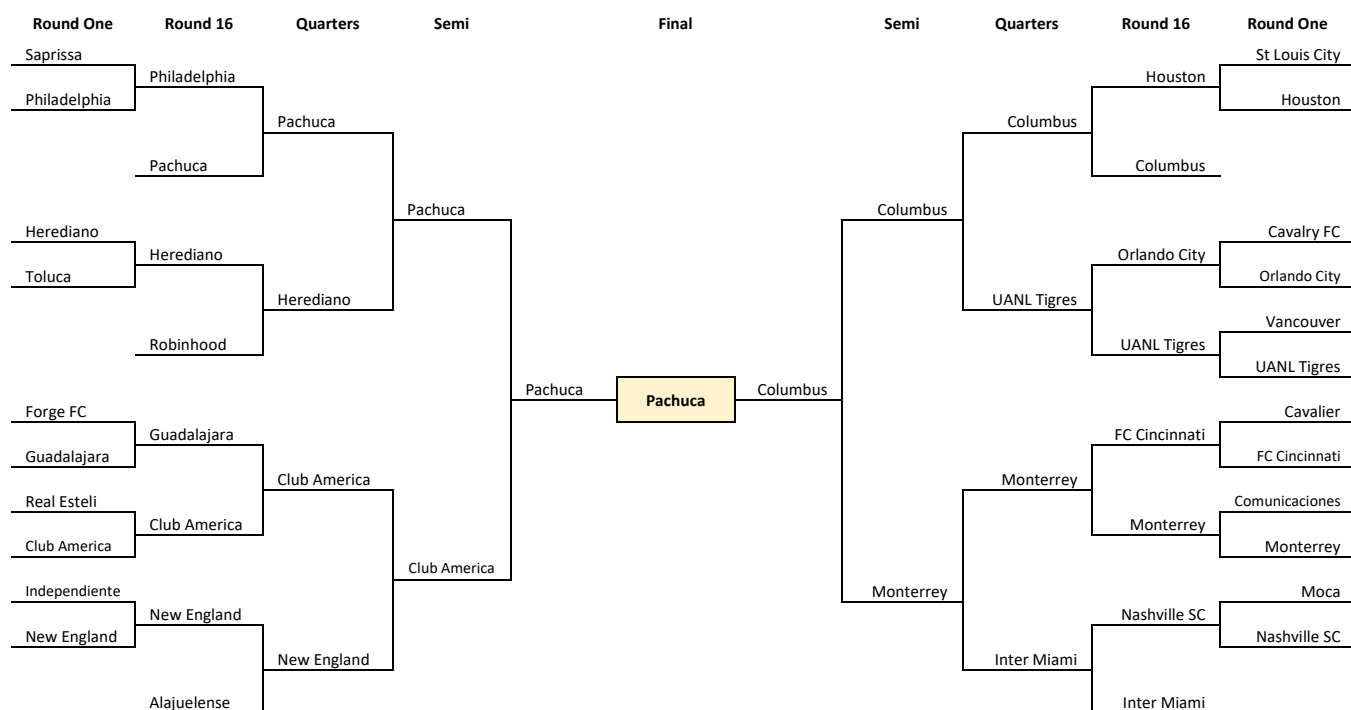 Round One Round 16 Quarters Semi Final Semi Quarters Round 16 Round One
Saprissa St Louis City
Philadelphia Houston
Philadelphia Houston
Pachuca Columbus
Pachuca Columbus
Pachuca Columbus
Herediano Cavalry FC
Herediano Orlando City
Toluca Orlando City
Herediano UANL Tigres
Vancouver
Robinhood UANL Tigres
UANL Tigres
Pachuca Pachuca Columbus
Forge FC Cavalier
Guadalajara FC Cincinnati
Guadalajara FC Cincinnati
Club America Monterrey
Real Esteli Comunicaciones
Club America Monterrey
Club America Monterrey
Club America
Independiente Monterrey Moca
New England Nashville SC
New England Nashville SC
New England Inter Miami
Alajuelense Inter Miami